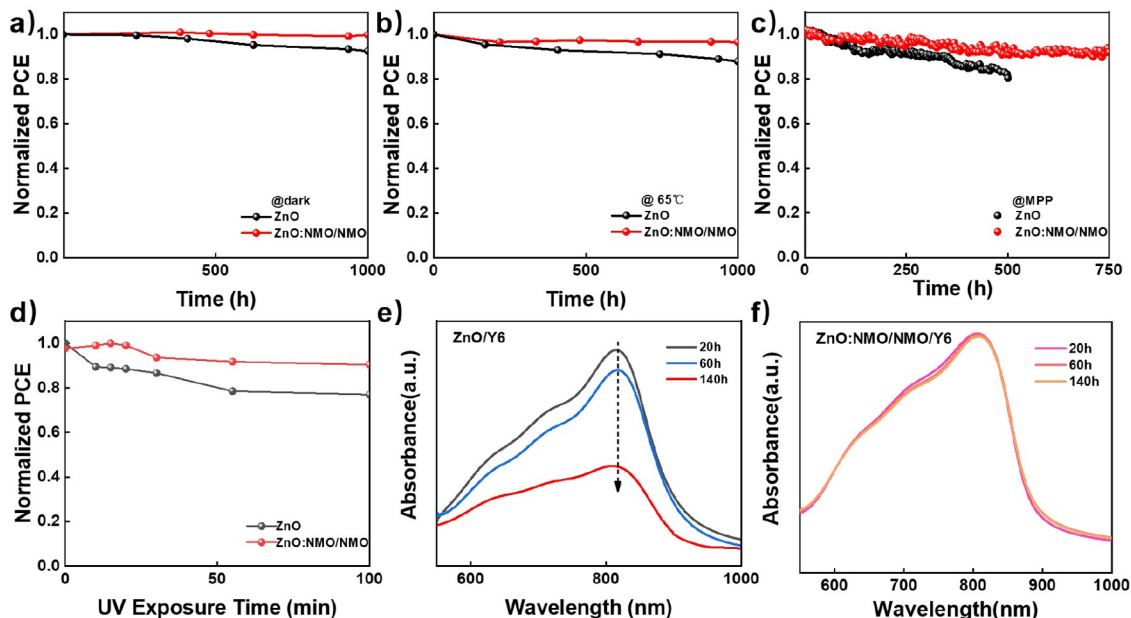 a)
Normalized PCE
1.0
0.8
0.6
0.4
0.2
0.0
@dark
ZnO
ZnO:NMO/NMO
500
1000
Time (h)
b)
Normalized PCE
1.0
0.8
0.6
0.4
0.2
0.0
@ 65℃
ZnO
ZnO:NMO/NMO
0
500
1000
Time (h)
c)
Normalized PCE
1.0
0.8
0.6
0.4
0.2
0.0
@MPP
ZnO
ZnO:NMO/NMO
0
250
500
750
Time (h)
d)
Normalized PCE
1.0
0.8
0.6
0.4
0.2
0.0
ZnO
ZnO:NMO/NMO
0
50
100
UV Exposure Time (min)
e)
Absorbance(a.u.)
ZnO/Y6
20h
60h
140h
600
800
1000
Wavelength (nm)
f)
Absorbance(a.u.)
ZnO:NMO/NMO/Y6
20h
60h
140h
600
700
800
900
1000
Wavelength(nm)